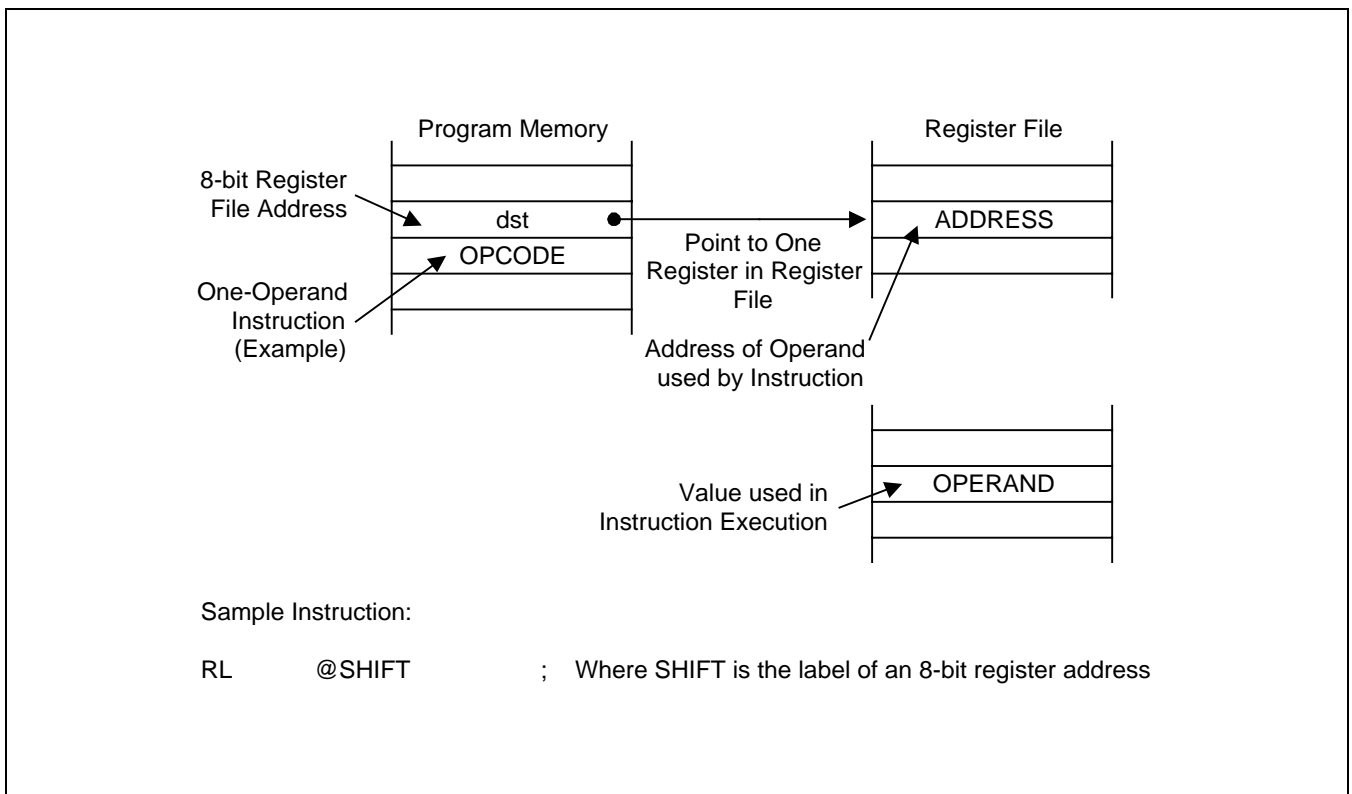 Program Memory
Register File
8-bit Register
File Address
dst
ADDRESS
OPCODE
Point to One
Register in Register
File
One-Operand
Instruction
(Example)
Address of Operand
used by Instruction
OPERAND
Value used in
Instruction Execution
Sample Instruction:
RL @SHIFT ; Where SHIFT is the label of an 8-bit register address